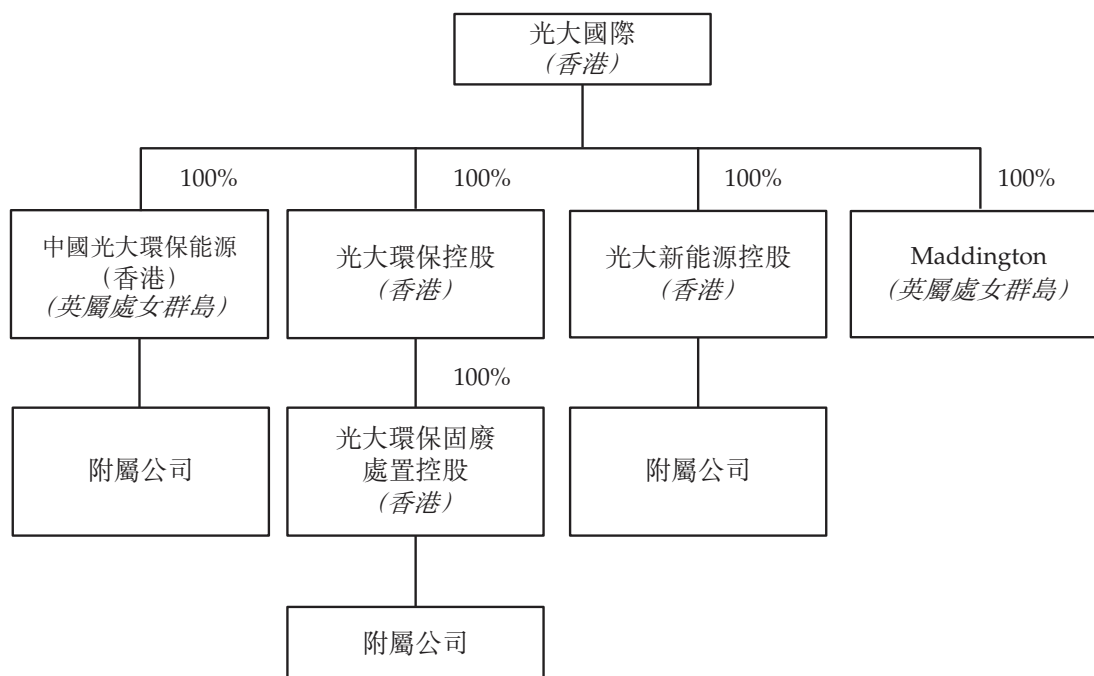 光大國際
（香港）
100%
100%
100%
100%
中國光大環保能源
（香港）
（英屬處女群島）
光大環保控股
（香港）
光大新能源控股
（香港）
Maddington
（英屬處女群島）
100%
附屬公司
光大環保固廢
處置控股
（香港）
附屬公司
附屬公司